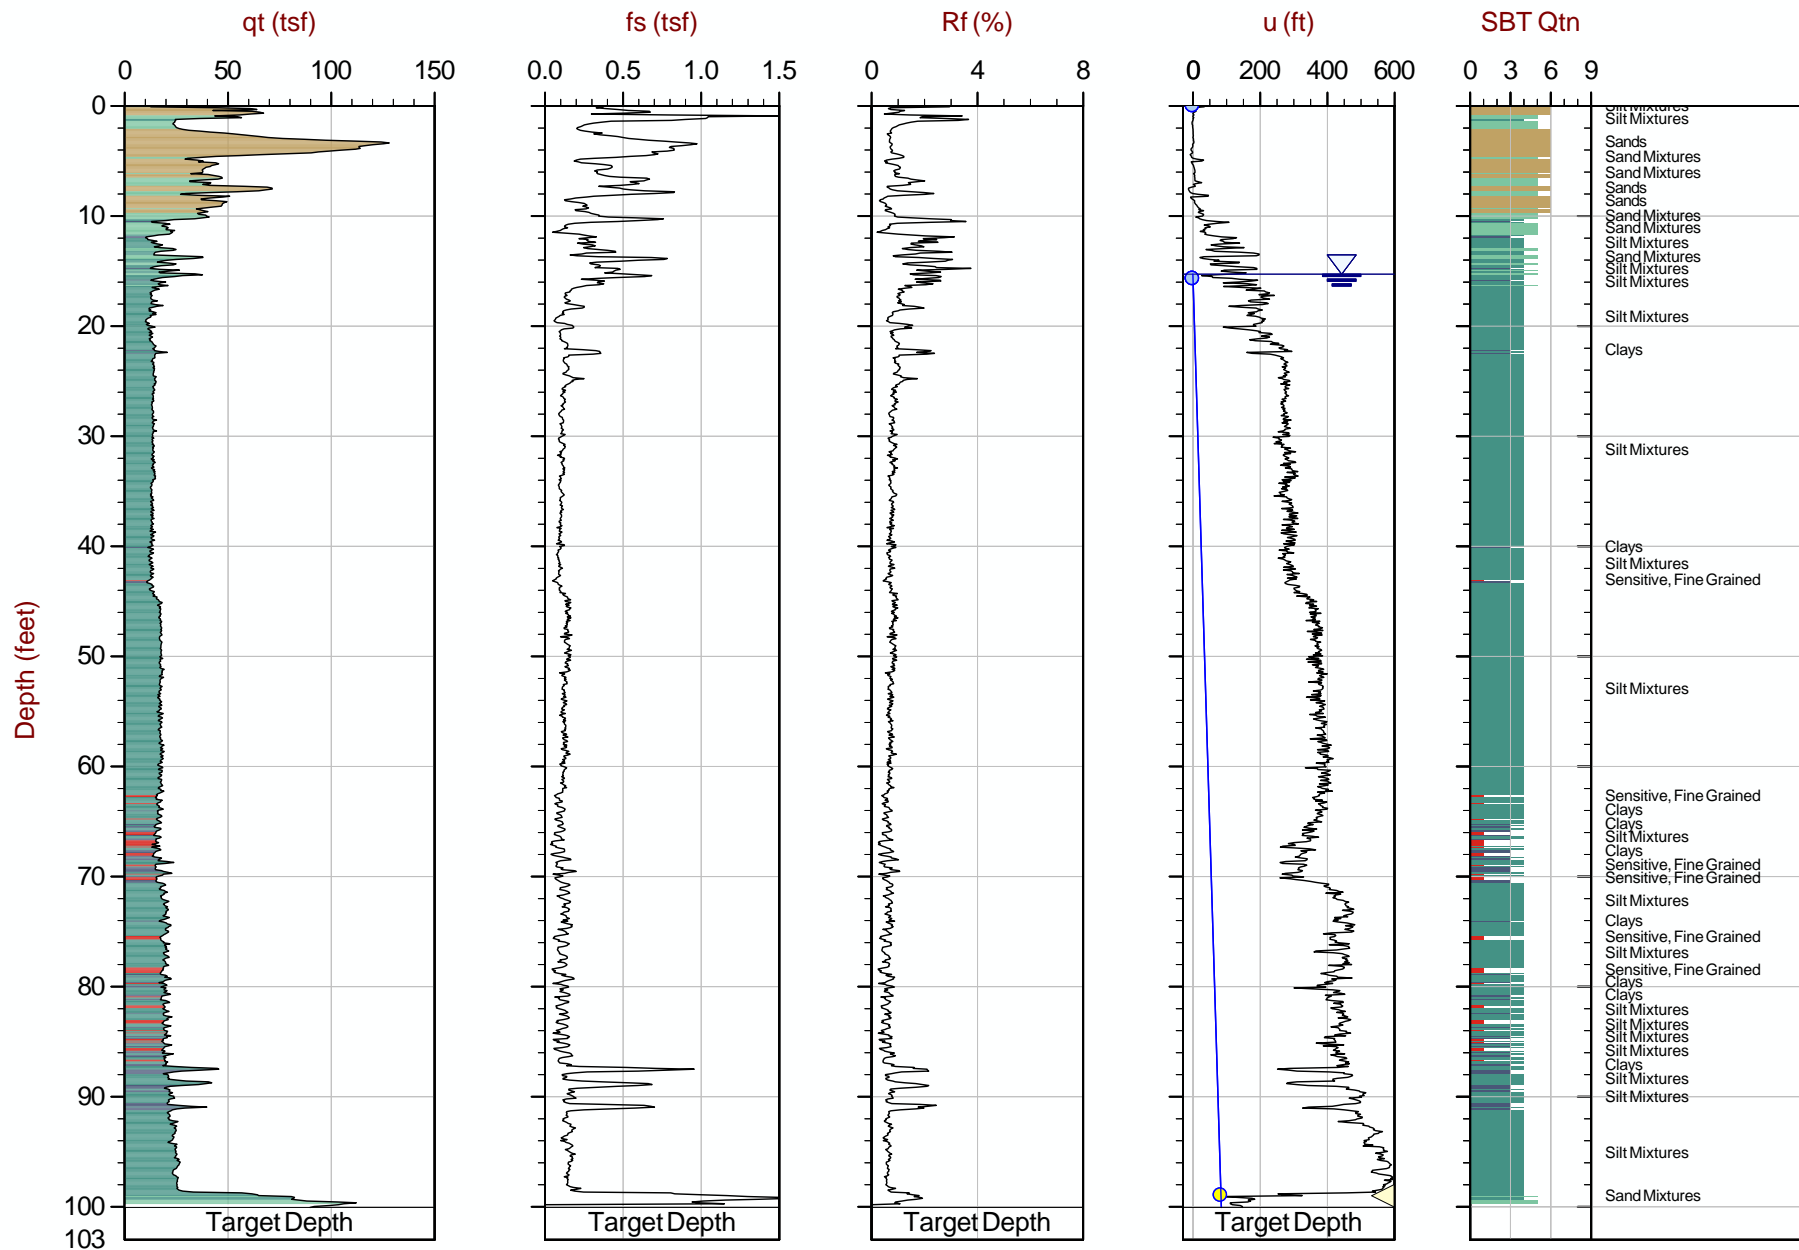 qt (tsf) fs (tsf) Rf (%) u (ft) SBT Qtn
0 50 100 150 0.0 0.5 1.0 1.5 0 4 8 0 200 400 600 0 3 6 9
0
Silt Mixtures
Silt Mixtures
Sands
Sand Mixtures
Sand Mixtures
Sands
Sands
10
Sand Mixtures
Sand Mixtures
Silt Mixtures
Sand Mixtures
Silt Mixtures
Silt Mixtures
Silt Mixtures
20
Clays
30
Silt Mixtures
40
Clays
Silt Mixtures
Sensitive, Fine Grained
50
Silt Mixtures
Depth (feet)
60
Sensitive, Fine Grained
Clays
Clays
Silt Mixtures
Clays
Sensitive, Fine Grained
70
Sensitive, Fine Grained
Silt Mixtures
Clays
Sensitive, Fine Grained
Silt Mixtures
Sensitive, Fine Grained
Clays
80
Clays
Silt Mixtures
Silt Mixtures
Silt Mixtures
Silt Mixtures
Clays
Silt Mixtures
90
Silt Mixtures
Silt Mixtures
Sand Mixtures
100
Target Depth Target Depth Target Depth Target Depth
103